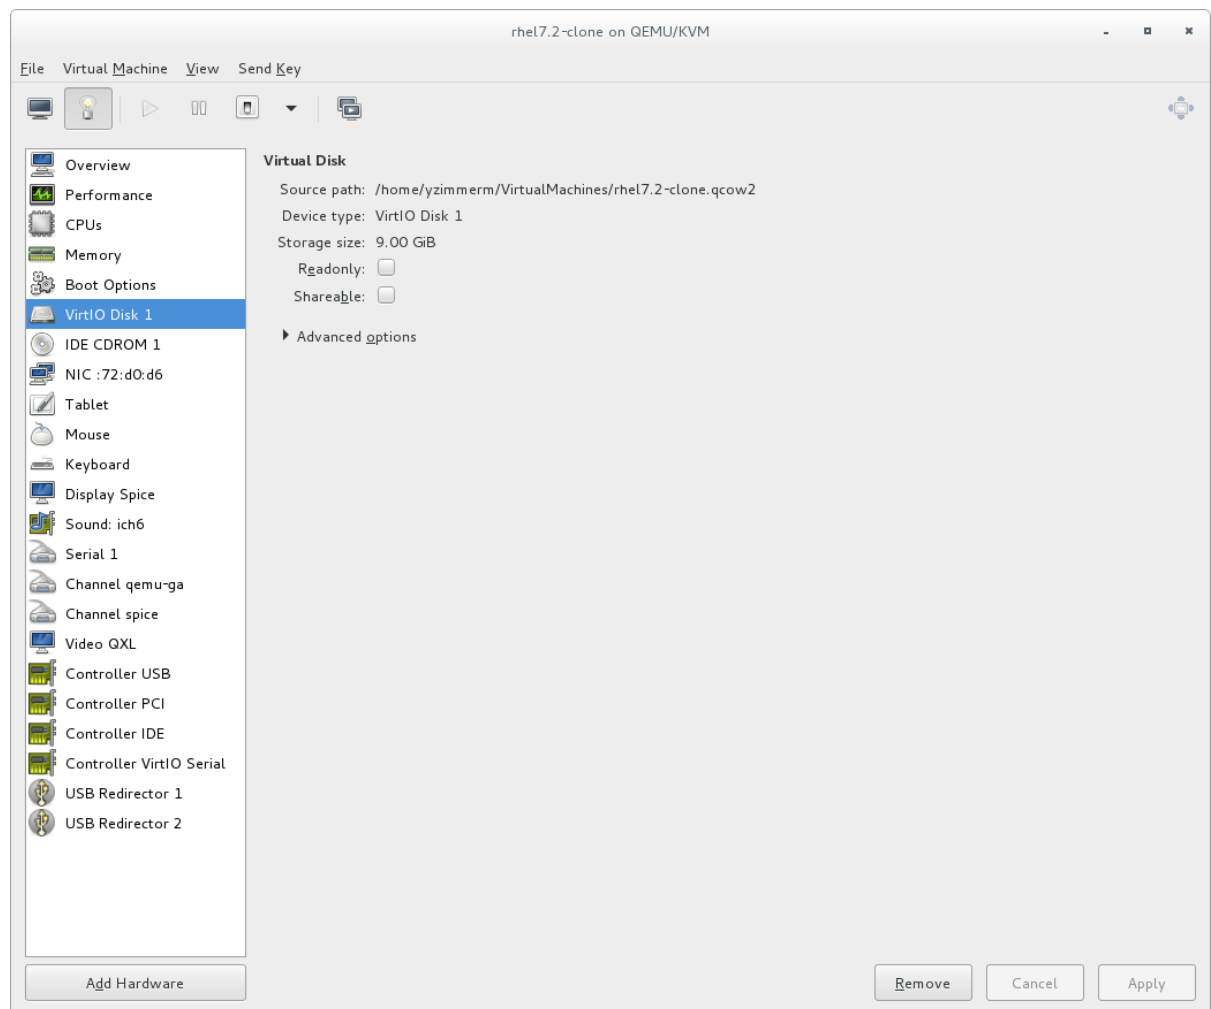 rhel7.2-clone on QEMU/KVM
File Virtual Machine View Send Key
Overview
Performance
CPUs
Memory
Boot Options
VirtIO Disk 1
IDE CDROM 1
NIC :72:d0:d6
Tablet
Mouse
Keyboard
Display Spice
Sound: ich6
Serial 1
Channel qemu-ga
Channel spice
Video QXL
Controller USB
Controller PCI
Controller IDE
Controller VirtIO Serial
USB Redirector 1
USB Redirector 2
Add Hardware
Virtual Disk
Source path: /home/yzimmerm/VirtualMachines/rhel7.2-clone.qcow2
Device type: VirtIO Disk 1
Storage size: 9.00 GiB
Readonly:
Shareable:
Advanced options
Remove Cancel Apply